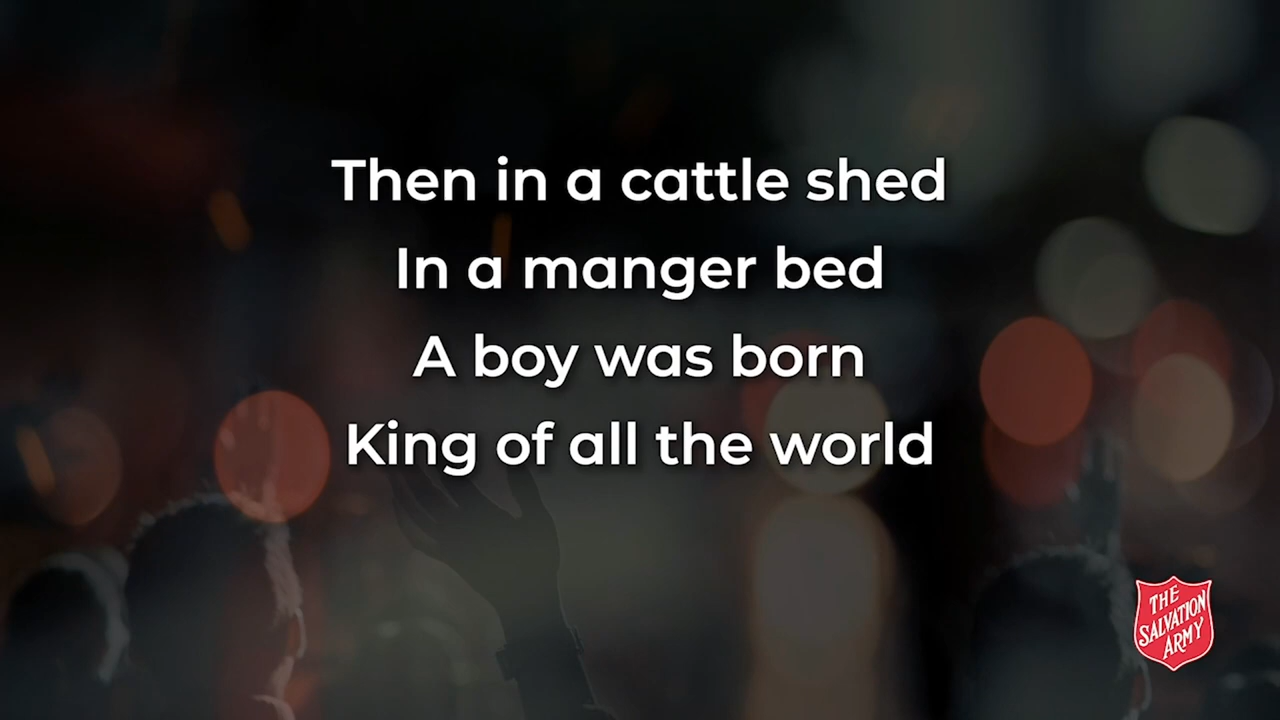 Then in a cattle shed
In a manger bed
A boy was born
King of all the world
THE
SALVATION
ARMY